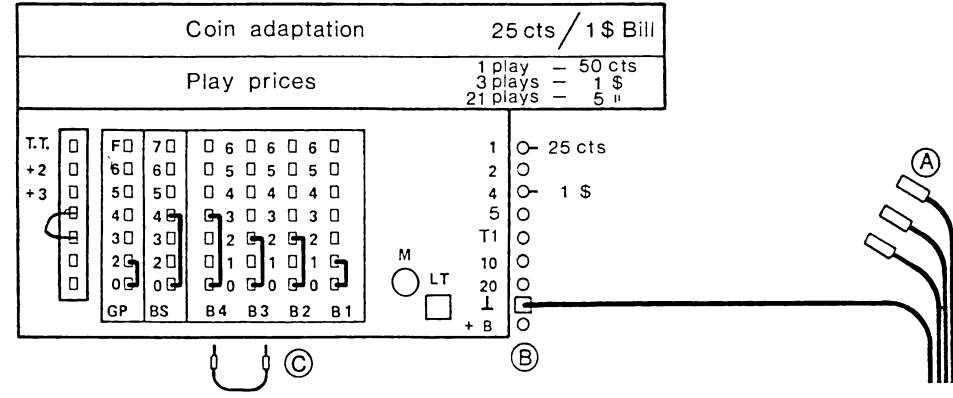 Coin adaptation 25 cts / 1 $ Bill
Play prices
1 play — 50 cts
3 plays — 1 $
21 plays — 5 "
T.T. F 7 6 6 6 1 25 cts
+2 6 6 5 5 5 2
+3 5 5 4 4 4 4 1 $
4 4 3 3 3 5
3 3 2 2 2 T1
2 2 1 1 1 10
0 0 0 0 0 20
M
LT
GP BS B4 B3 B2 B1 ⊥
+ B
A
B
C